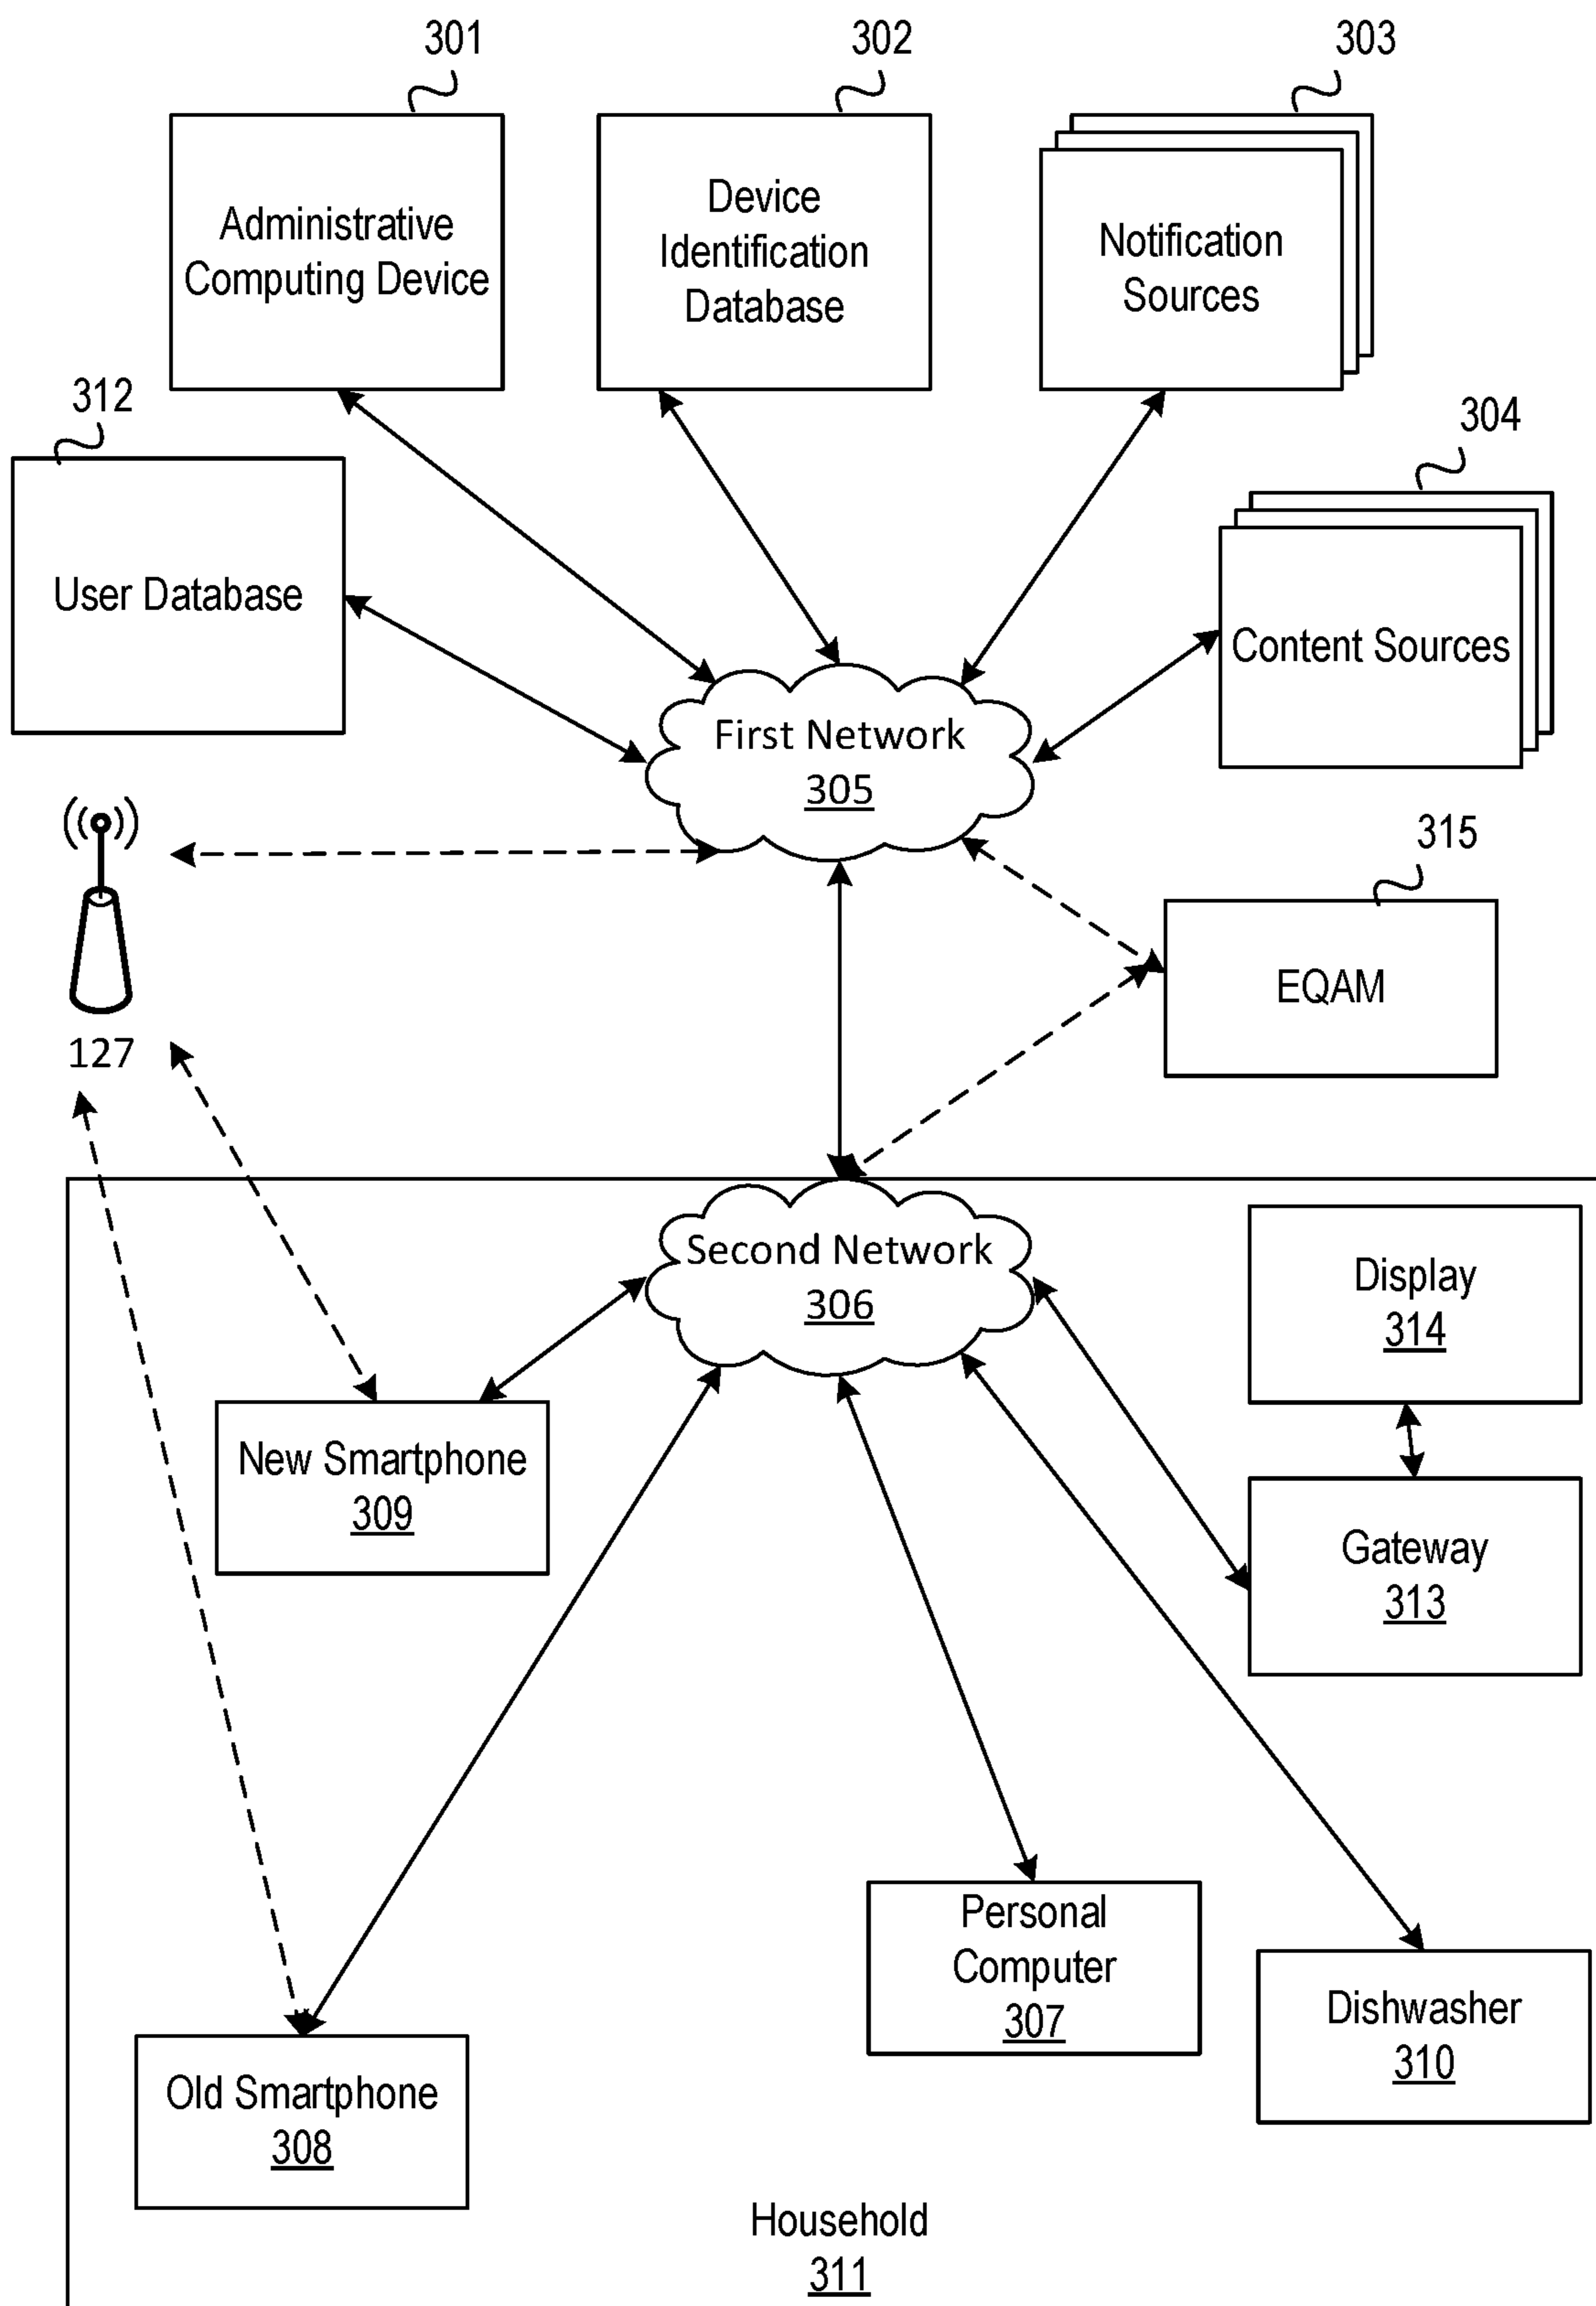 301
302
303
Administrative
Computing Device
Device
Identification
Database
Notification
Sources
312
304
User Database
Content Sources
First Network
305
315
EQAM
127
Second Network
306
Display
314
New Smartphone
309
Gateway
313
Personal
Computer
307
Dishwasher
310
Old Smartphone
308
Household
311